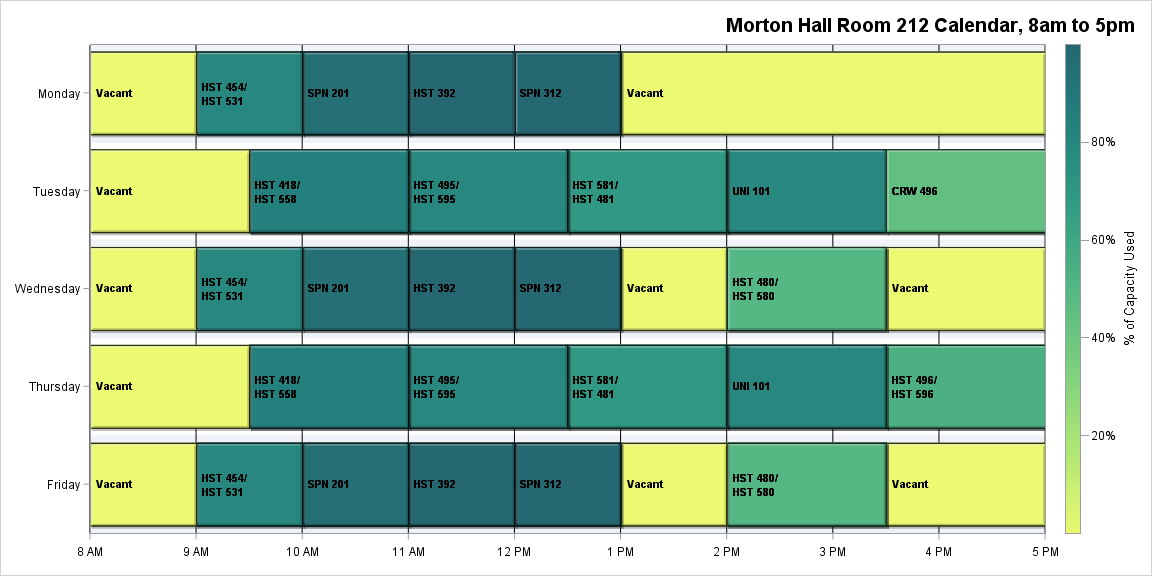 Morton Hall Room 212 Calendar, 8am to 5pm
Monday
Vacant
HST 454/
HST 531
SPN 201
HST 392
SPN 312
Vacant
Tuesday
Vacant
HST 418/
HST 558
HST 495/
HST 595
HST 581/
HST 481
UNI 101
CRW 496
Wednesday
Vacant
HST 454/
HST 531
SPN 201
HST 392
SPN 312
Vacant
HST 480/
HST 580
Vacant
Thursday
Vacant
HST 418/
HST 558
HST 495/
HST 595
HST 581/
HST 481
UNI 101
HST 496/
HST 596
Friday
Vacant
HST 454/
HST 531
SPN 201
HST 392
SPN 312
Vacant
HST 480/
HST 580
Vacant
8 AM
9 AM
10 AM
11 AM
12 PM
1 PM
2 PM
3 PM
4 PM
5 PM
80%
60%
40%
20%
% of Capacity Used